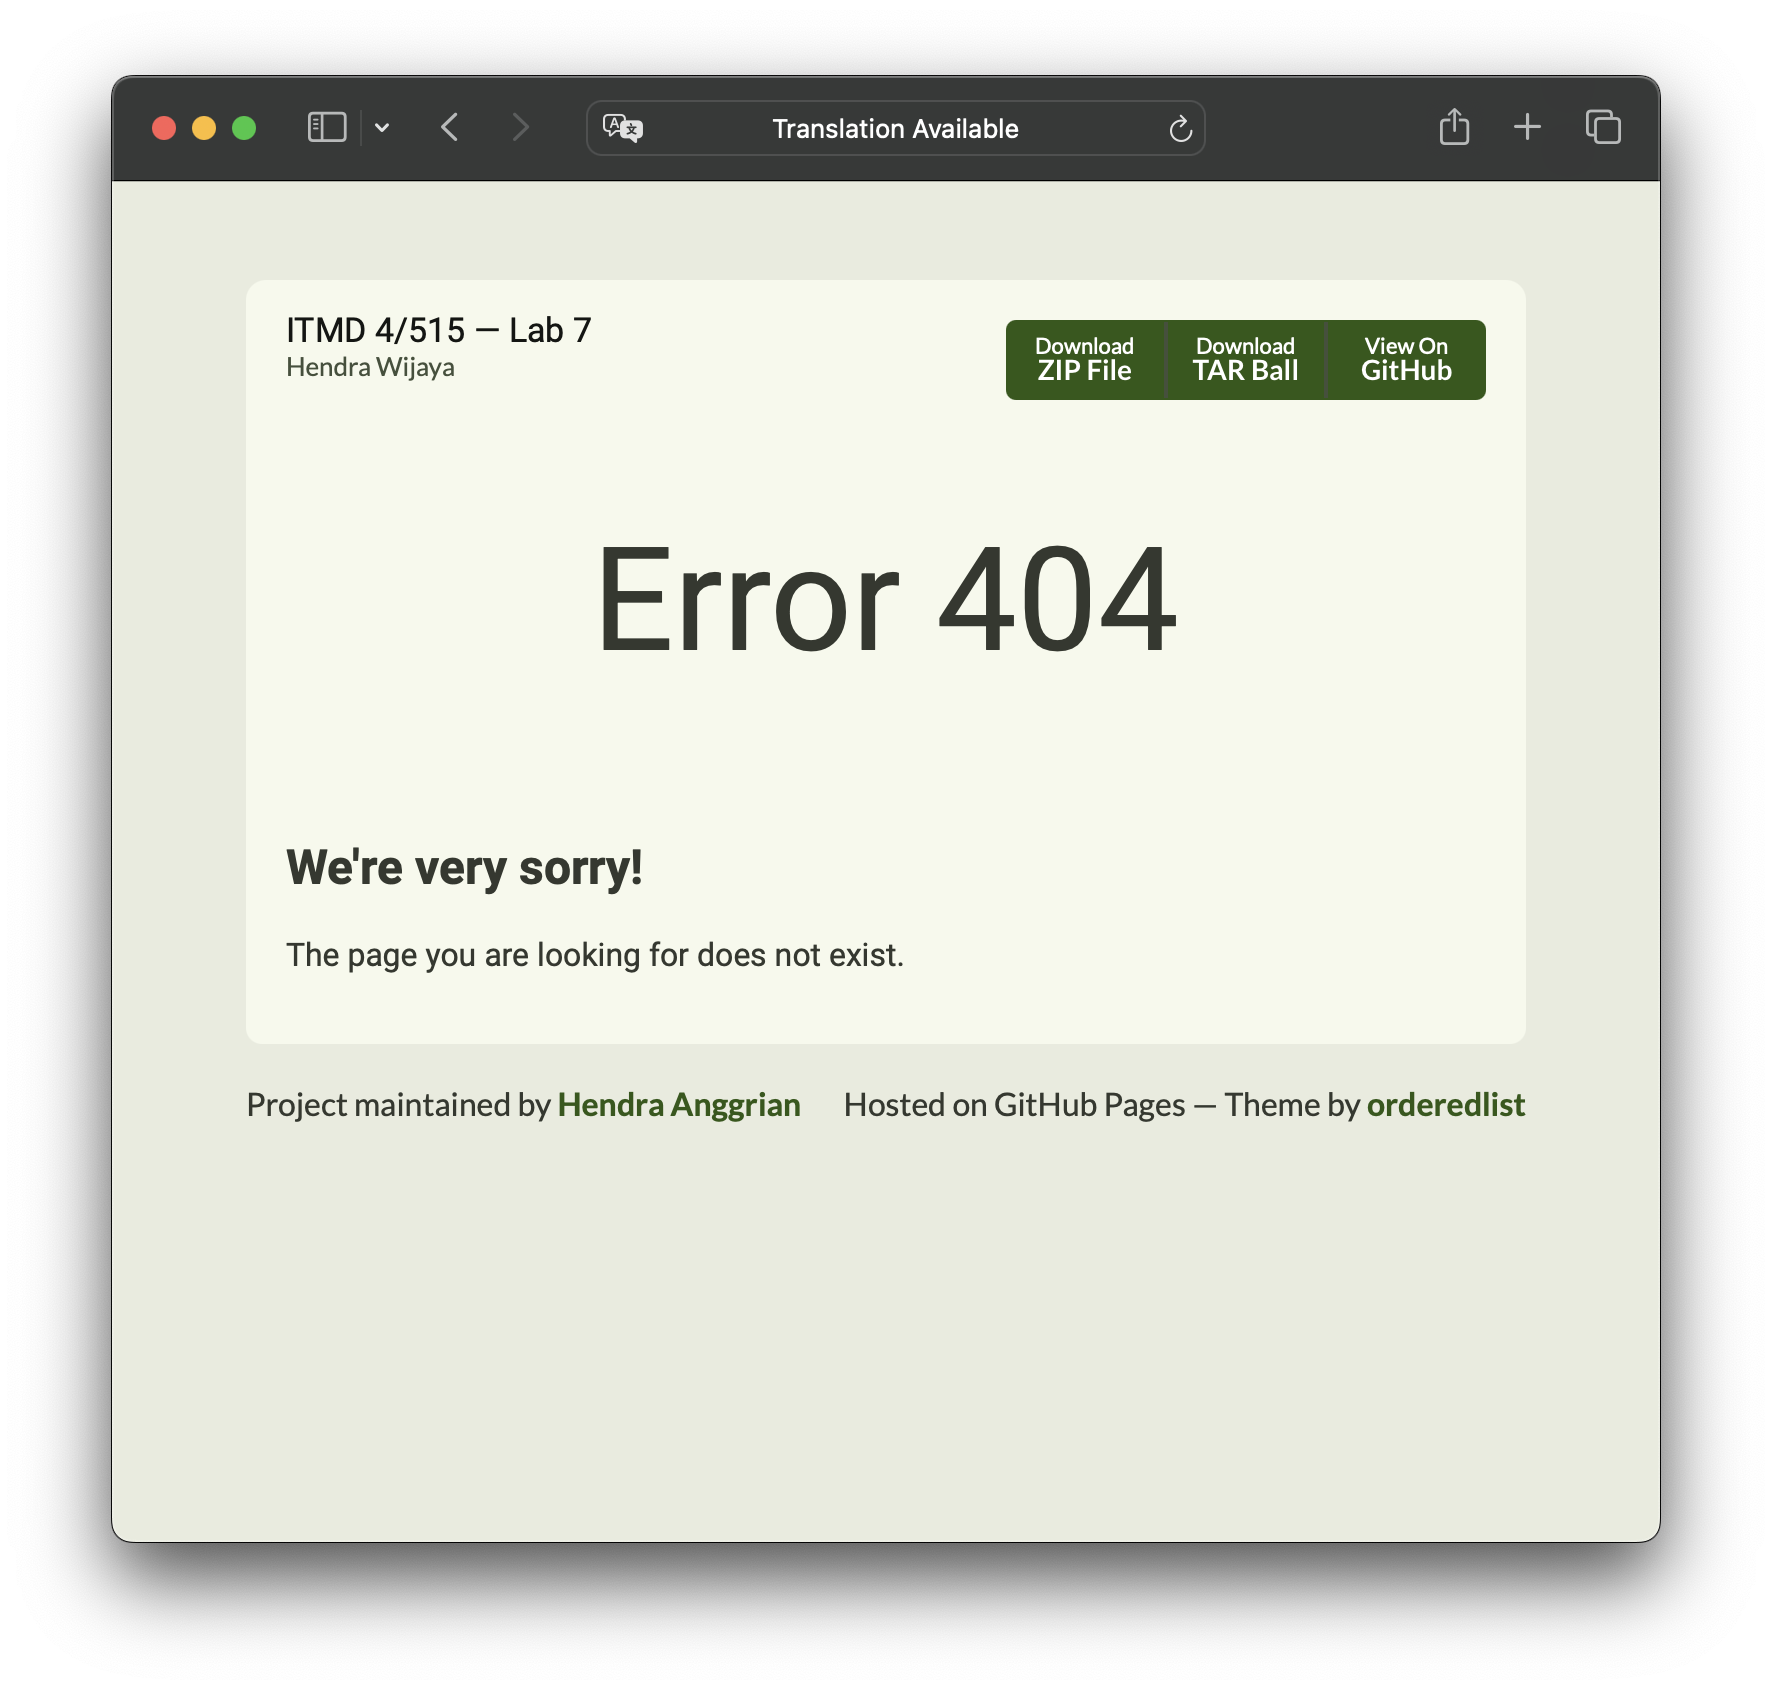 Translation Available
ITMD 4/515 — Lab 7
Hendra Wijaya
Download
ZIP File
Download
TAR Ball
View On
GitHub
Error 404
We're very sorry!
The page you are looking for does not exist.
Project maintained by Hendra Anggrian
Hosted on GitHub Pages — Theme by orderedlist